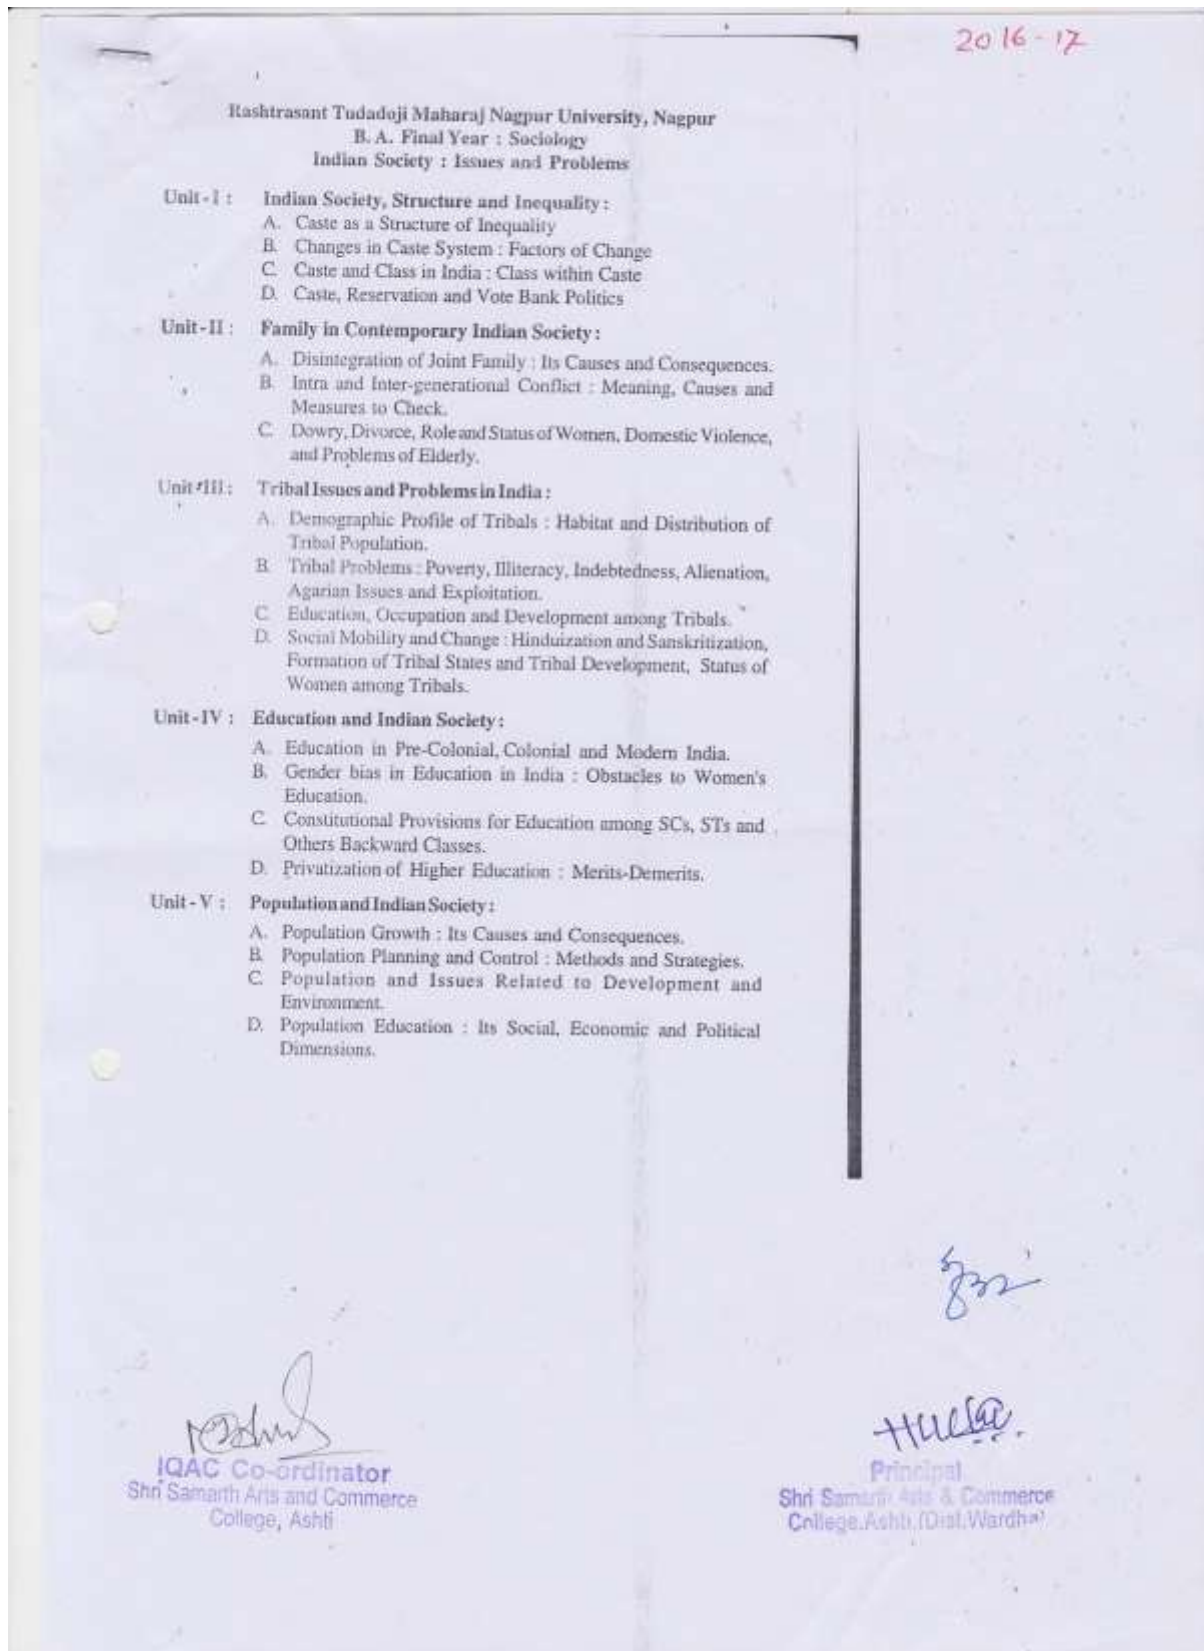 2016-17
Rashtrasant Tudadoji Maharaj Nagpur University, Nagpur
B. A. Final Year : Sociology
Indian Society : Issues and Problems
Unit - I : Indian Society, Structure and Inequality :
A. Caste as a Structure of Inequality
B. Changes in Caste System : Factors of Change
C. Caste and Class in India : Class within Caste
D. Caste, Reservation and Vote Bank Politics
Unit - II : Family in Contemporary Indian Society :
A. Disintegration of Joint Family : Its Causes and Consequences.
B. Intra and Inter-generational Conflict : Meaning, Causes and
Measures to Check.
C. Dowry, Divorce, Role and Status of Women, Domestic Violence,
and Problems of Elderly.
Unit III : Tribal Issues and Problems in India :
A. Demographic Profile of Tribals : Habitat and Distribution of
Tribal Population.
B. Tribal Problems : Poverty, Illiteracy, Indebtedness, Alienation,
Agarian Issues and Exploitation.
C. Education, Occupation and Development among Tribals.
D. Social Mobility and Change : Hinduization and Sanskritization,
Formation of Tribal States and Tribal Development, Status of
Women among Tribals.
Unit - IV : Education and Indian Society :
A. Education in Pre-Colonial, Colonial and Modern India.
B. Gender bias in Education in India : Obstacles to Women's
Education.
C. Constitutional Provisions for Education among SCs, STs and
Others Backward Classes.
D. Privatization of Higher Education : Merits-Demerits.
Unit - V : Population and Indian Society :
A. Population Growth : Its Causes and Consequences.
B. Population Planning and Control : Methods and Strategies.
C. Population and Issues Related to Development and
Environment.
D. Population Education : Its Social, Economic and Political
Dimensions.
IQAC Co-ordinator
Shri Samarth Arts and Commerce
College, Ashti
Principal
Shri Samarth Arts & Commerce
College, Ashti, (Dist. Wardha)